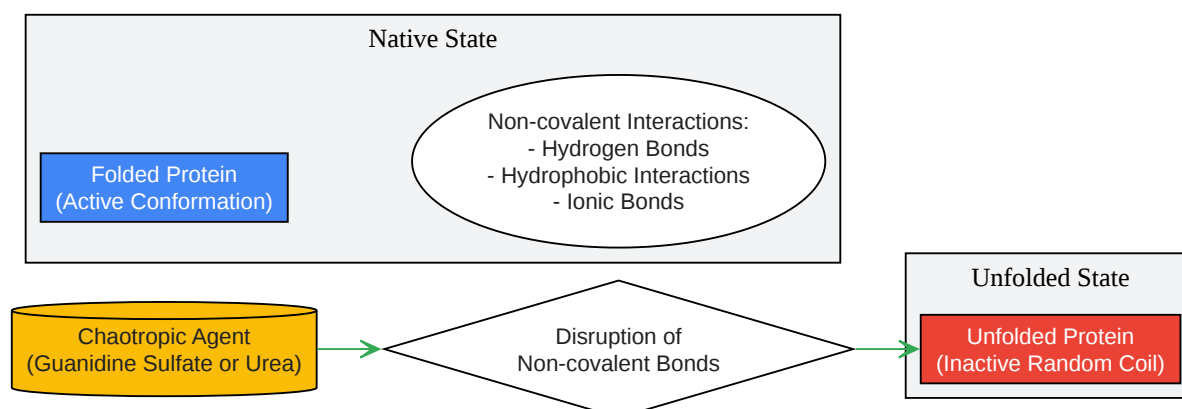 Native State
Non-covalent Interactions:
- Hydrogen Bonds
- Hydrophobic Interactions
- Ionic Bonds
Folded Protein
(Active Conformation)
Unfolded State
Chaotropic Agent
(Guanidine Sulfate or Urea)
Disruption of
Non-covalent Bonds
Unfolded Protein
(Inactive Random Coil)